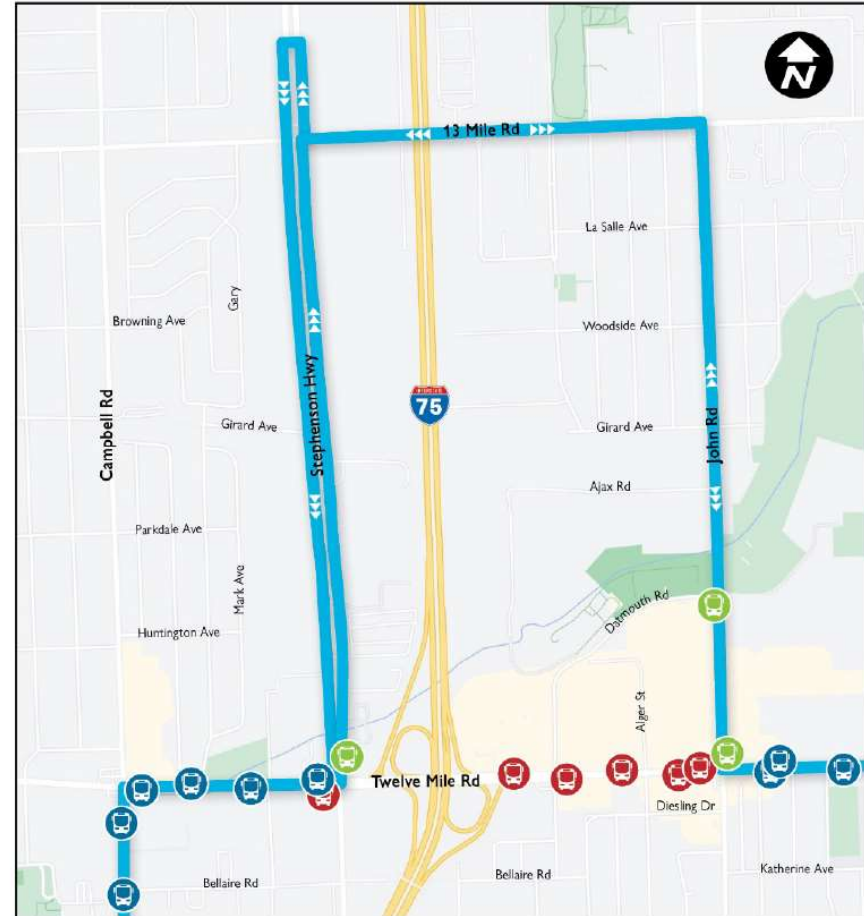 N
13 Mile Rd
La Salle Ave
Gary
Browning Ave
Woodside Ave
Stephenson Hwy
INTERSTATE
75
Campbell Rd
John Rd
Girard Ave
Girard Ave
Ajax Rd
Parkdale Ave
Mark Ave
Datmouth Rd
Huntington Ave
Alger St
Twelve Mile Rd
Diesling Dr
Bellaire Rd
Bellaire Rd
Katherine Ave